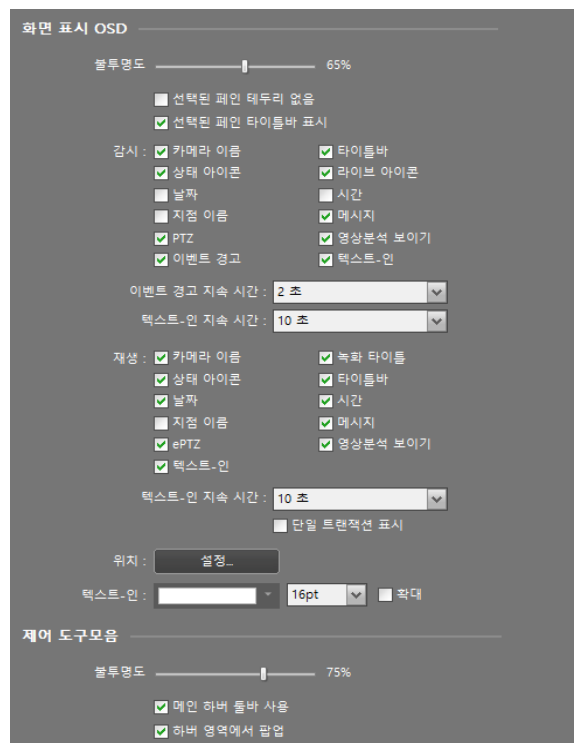 화면 표시 OSD
불투명도 65%
선택된 페인 테두리 없음
선택된 페인 타이틀바 표시
감시 : 카메라 이름 타이틀바
상태 아이콘 라이브 아이콘
날짜 시간
지점 이름 메시지
PTZ 영상분석 보이기
이벤트 경고 텍스트-인
이벤트 경고 지속 시간 : 2 초
텍스트-인 지속 시간 : 10 초
재생 : 카메라 이름 녹화 타이틀
상태 아이콘 타이틀바
날짜 시간
지점 이름 메시지
ePTZ 영상분석 보이기
텍스트-인
텍스트-인 지속 시간 : 10 초
단일 트랜잭션 표시
위치 : 설정...
텍스트-인 : 16pt 확대
제어 도구모음
불투명도 75%
메인 하버 툴바 사용
하버 영역에서 팝업